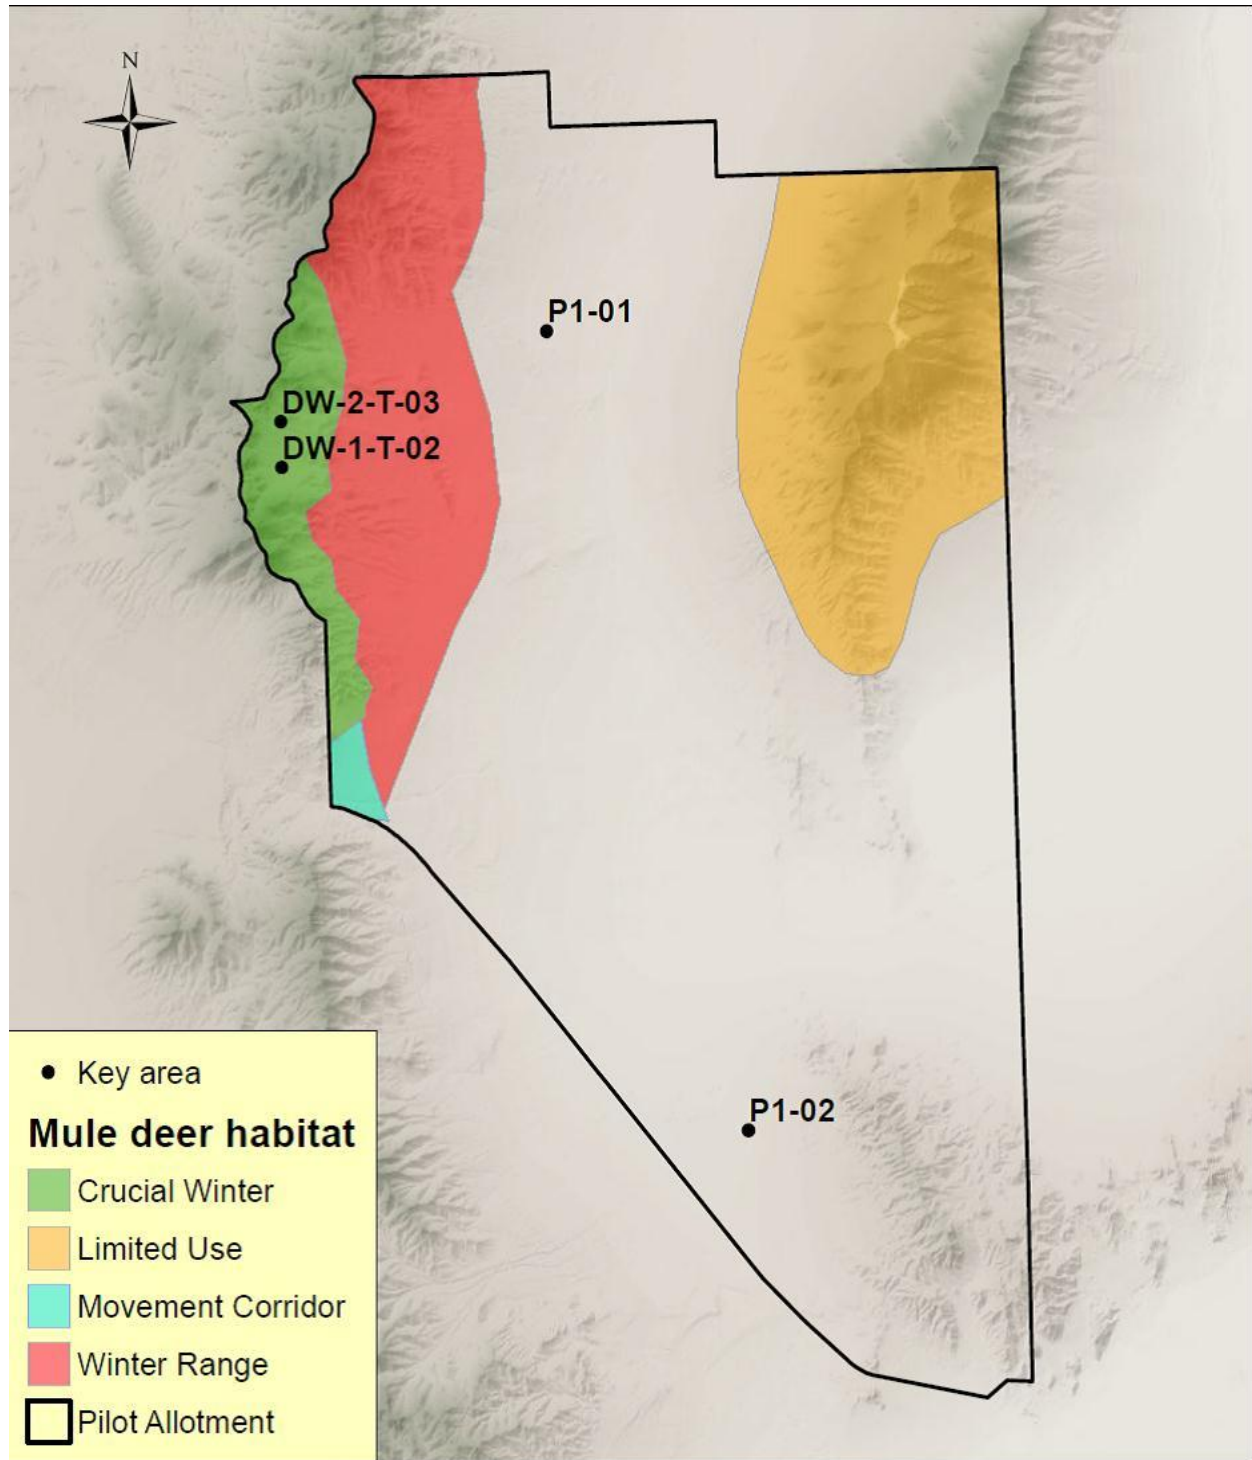 N
P1-01
DW-2-T-03
DW-1-T-02
P1-02
Key area
Mule deer habitat
Crucial Winter
Limited Use
Movement Corridor
Winter Range
Pilot Allotment